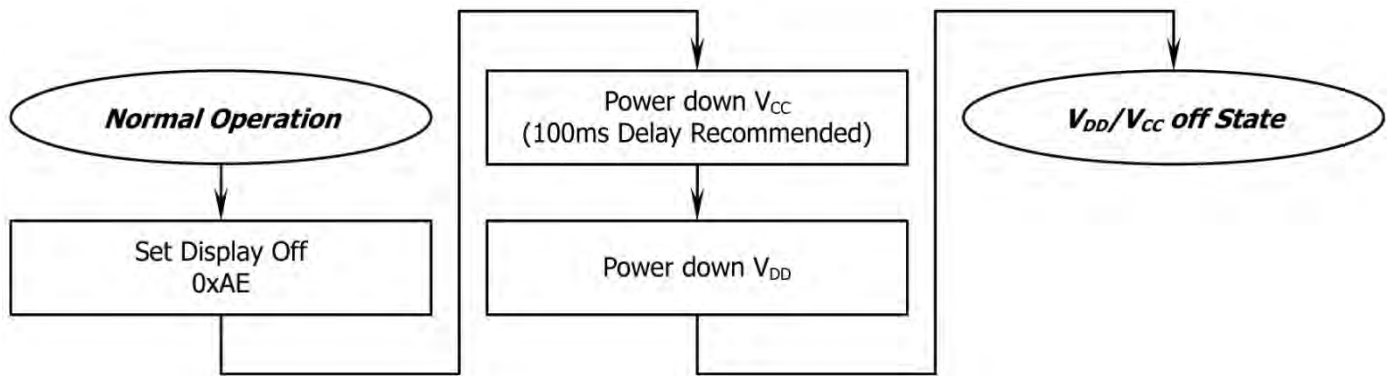 Normal Operation
Set Display Off
0xAE
Power down VCC
(100ms Delay Recommended)
Power down VDD
VDD/VCC off State